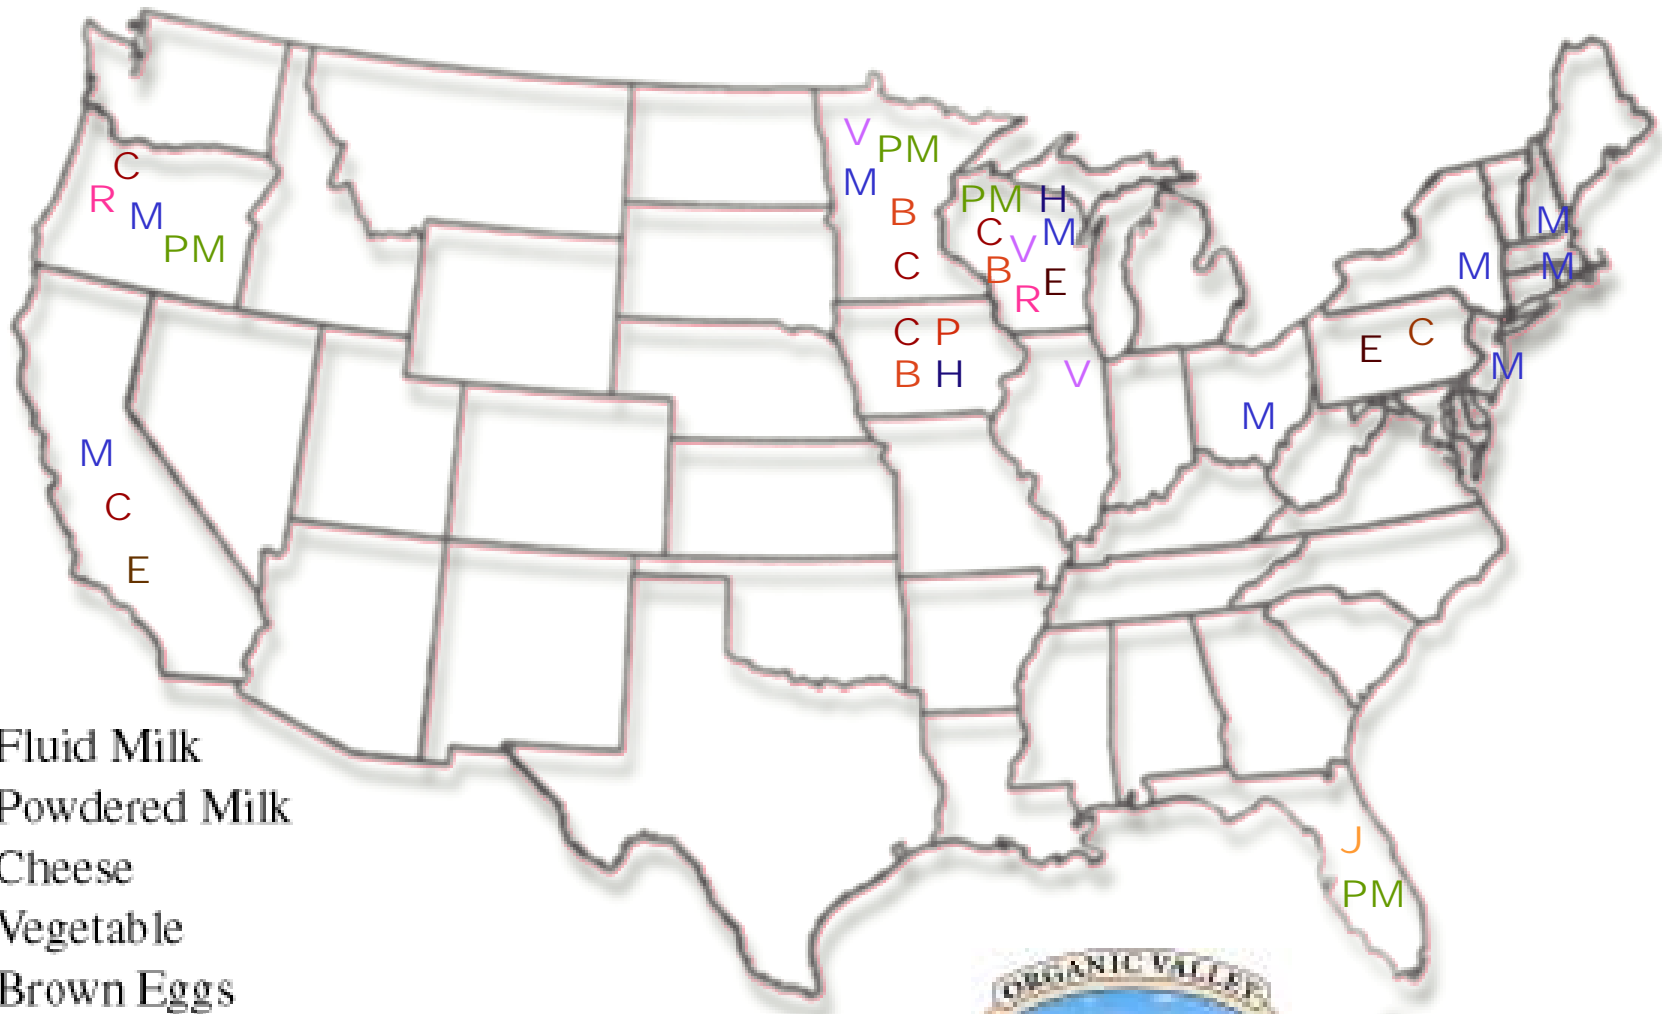 V PM
M
B
C
PM H
C V M
B E
R
C
R M
PM
M
M M
C P
B H
V
E C
M
M
M
C
E
Fluid Milk
Powdered Milk
Cheese
Vegetable
Brown Eggs
J
PM
ORGANIC VALLEY